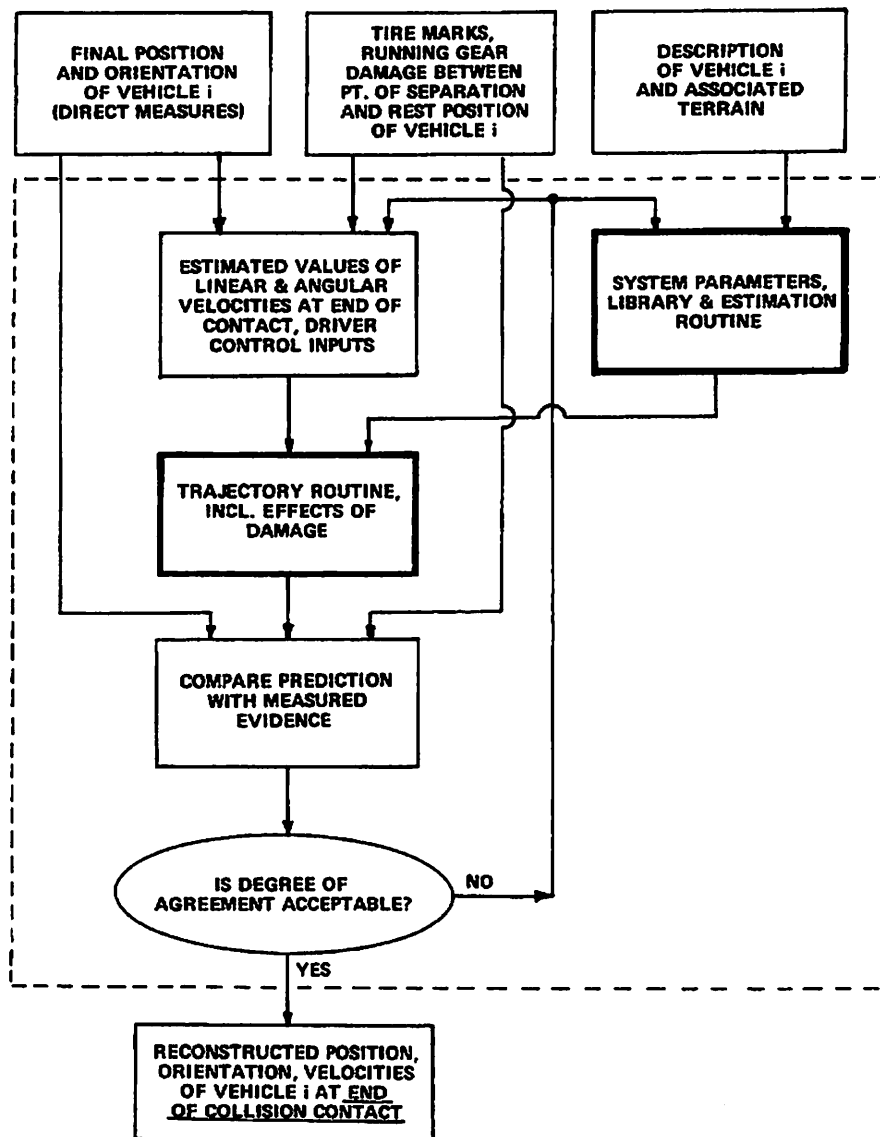 FINAL POSITION
AND ORIENTATION
OF VEHICLE i
(DIRECT MEASURES)
TIRE MARKS,
RUNNING GEAR
DAMAGE BETWEEN
PT. OF SEPARATION
AND REST POSITION
OF VEHICLE i
DESCRIPTION
OF VEHICLE i
AND ASSOCIATED
TERRAIN
ESTIMATED VALUES OF
LINEAR & ANGULAR
VELOCITIES AT END OF
CONTACT, DRIVER
CONTROL INPUTS
SYSTEM PARAMETERS,
LIBRARY & ESTIMATION
ROUTINE
TRAJECTORY ROUTINE,
INCL. EFFECTS OF
DAMAGE
COMPARE PREDICTION
WITH MEASURED
EVIDENCE
IS DEGREE OF
AGREEMENT ACCEPTABLE?
NO
YES
RECONSTRUCTED POSITION,
ORIENTATION, VELOCITIES
OF VEHICLE i AT END
OF COLLISION CONTACT